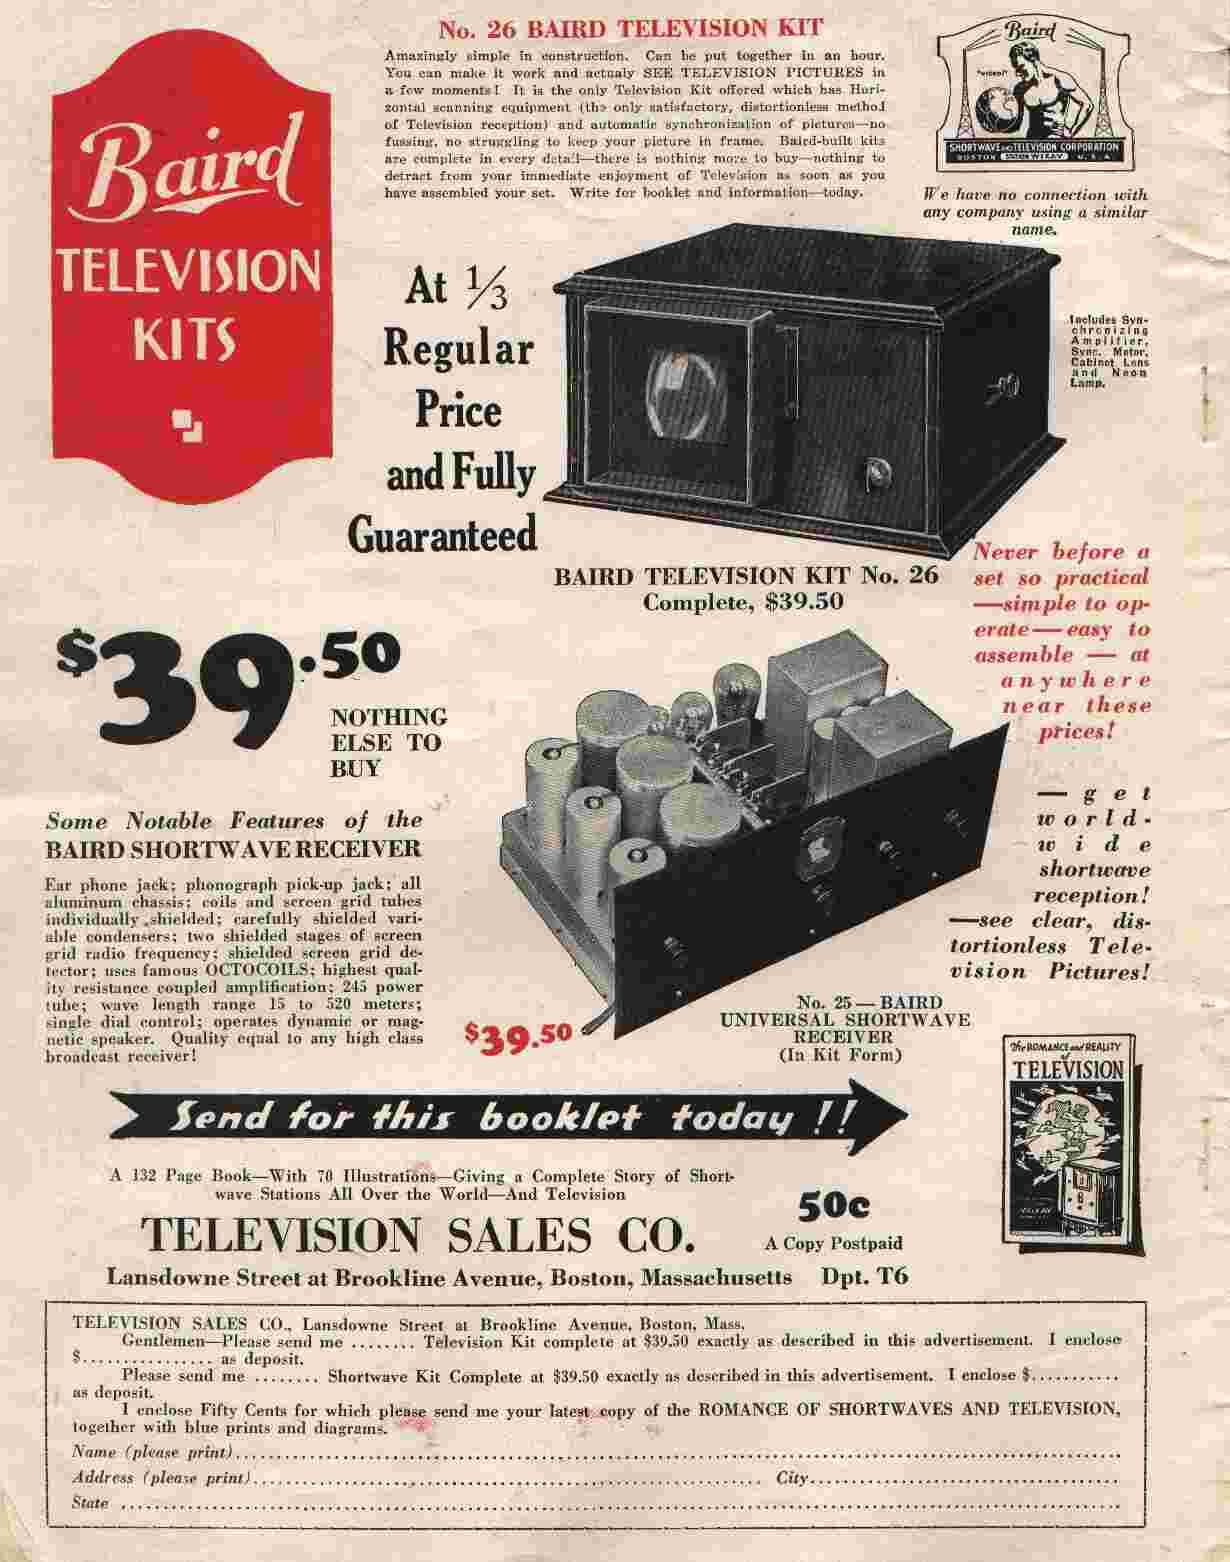 No. 26 BAIRD TELEVISION KIT
Amazingly simple in construction. Can be put together in an hour.
You can make it work and actualy SEE TELEVISION PICTURES in
a few moments! It is the only Television Kit offered which has Hori-
zontal scanning equipment (the only satisfactory, distortionless method
of Television reception) and automatic synchronization of pictures—no
fussing, no struggling to keep your picture in frame. Baird-built kits
are complete in every detail—there is nothing more to buy—nothing to
detract from your immediate enjoyment of Television as soon as you
have assembled your set. Write for booklet and information—today.
Baird
SHORTWAVE AND TELEVISION CORPORATION
BOSTON
U.S.A.
We have no connection with
any company using a similar
name.
Baird
TELEVISION
KITS
At 1/3
Regular
Price
and Fully
Guaranteed
Includes Syn-
chronizing
Amplifier,
Sync. Motor,
Cabinet Lens
and Neon
Lamp.
BAIRD TELEVISION KIT No. 26
Complete, $39.50
Never before a
set so practical
—simple to op-
erate—easy to
assemble — at
anywhere
near these
prices!
$39.50
NOTHING
ELSE TO
BUY
— get
world-
wide
shortwave
reception!
—see clear, dis-
tortionless Tele-
vision Pictures!
Some Notable Features of the
BAIRD SHORTWAVE RECEIVER
Ear phone jack; phonograph pick-up jack; all
aluminum chassis; coils and screen grid tubes
individually shielded; carefully shielded vari-
able condensers; two shielded stages of screen
grid radio frequency; shielded screen grid de-
tector; uses famous OCTOCOILS; highest qual-
ity resistance coupled amplification; 245 power
tube; wave length range 15 to 520 meters;
single dial control; operates dynamic or mag-
netic speaker. Quality equal to any high class
broadcast receiver!
$39.50
No. 25 — BAIRD
UNIVERSAL SHORTWAVE
RECEIVER
(In Kit Form)
The ROMANCE and REALITY
of
TELEVISION
Send for this booklet today!!
A 132 Page Book—With 70 Illustrations—Giving a Complete Story of Short-
wave Stations All Over the World—And Television
50c
A Copy Postpaid
TELEVISION SALES CO.
Lansdowne Street at Brookline Avenue, Boston, Massachusetts Dpt. T6
TELEVISION SALES CO., Lansdowne Street at Brookline Avenue, Boston, Mass.
Gentlemen—Please send me ........ Television Kit complete at $39.50 exactly as described in this advertisement. I enclose
$................ as deposit.
Please send me ........ Shortwave Kit Complete at $39.50 exactly as described in this advertisement. I enclose $...........
as deposit.
I enclose Fifty Cents for which please send me your latest copy of the ROMANCE OF SHORTWAVES AND TELEVISION,
together with blue prints and diagrams.
Name (please print)........................................
Address (please print)........................................ City........................................
State ........................................